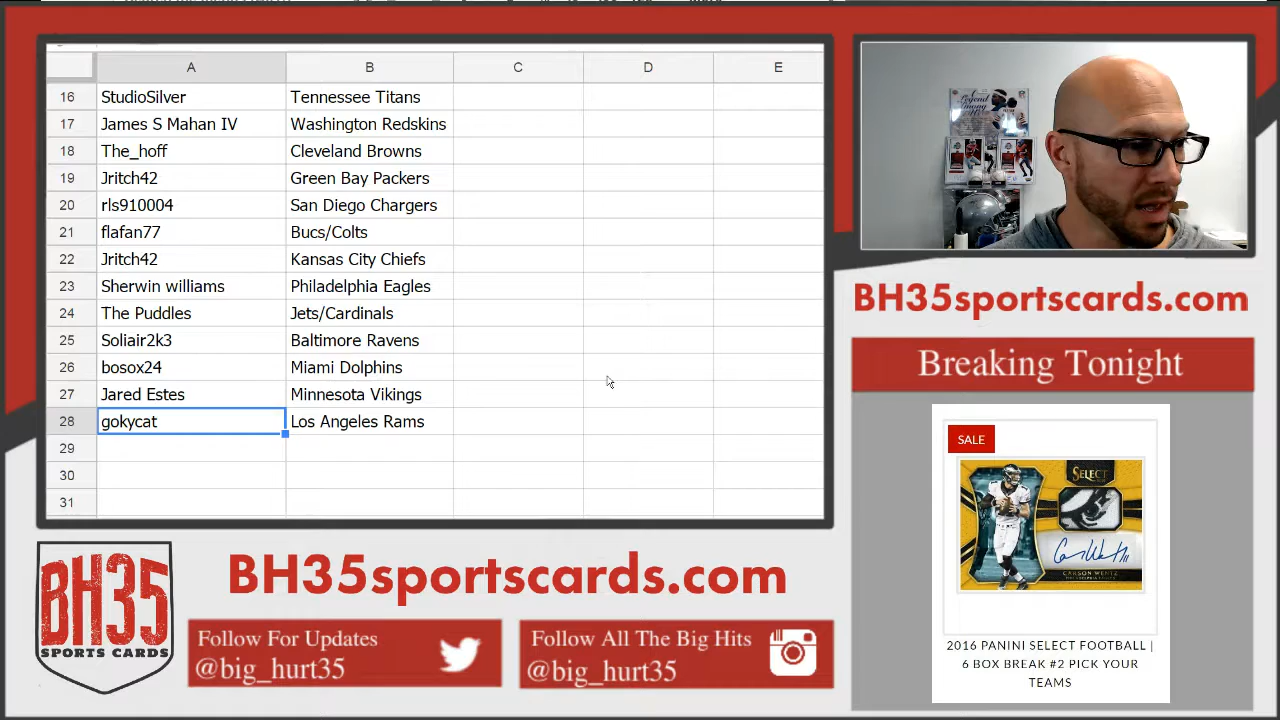 A B C D E
16 StudioSilver Tennessee Titans
17 James S Mahan IV Washington Redskins
18 The_hoff Cleveland Browns
19 Jritch42 Green Bay Packers
20 rls910004 San Diego Chargers
21 flafan77 Bucs/Colts
22 Jritch42 Kansas City Chiefs
23 Sherwin williams Philadelphia Eagles
24 The Puddles Jets/Cardinals
25 Soliair2k3 Baltimore Ravens
26 bosox24 Miami Dolphins
27 Jared Estes Minnesota Vikings
28 gokycat Los Angeles Rams
29
30
31
A Legend Among
BH35sportscards.com
Breaking Tonight
SALE
SELECT
CARSON WENTZ
PHILADELPHIA EAGLES
2016 PANINI SELECT FOOTBALL |
6 BOX BREAK #2 PICK YOUR
TEAMS
BH35
SPORTS CARDS
BH35sportscards.com
Follow For Updates
@big_hurt35
Follow All The Big Hits
@big_hurt35